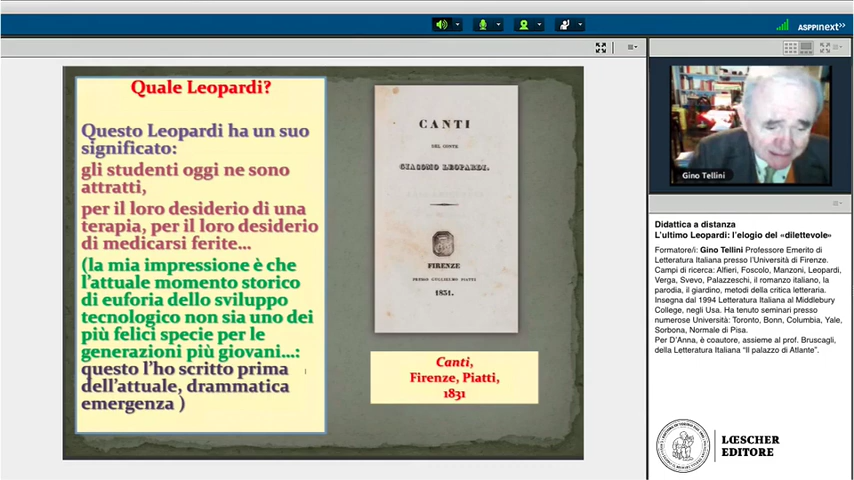 ASPPInext»
Quale Leopardi?
Questo Leopardi ha un suo
significato:
gli studenti oggi ne sono
attratti,
per il loro desiderio di una
terapia, per il loro desiderio
di medicarsi ferite...
(la mia impressione è che
l'attuale momento storico
di euforia dello sviluppo
tecnologico non sia uno dei
più felici specie per le
generazioni più giovani...:
questo l'ho scritto prima
dell'attuale, drammatica
emergenza )
CANTI
DEL CONTE
GIACOMO LEOPARDI.
FIRENZE
PRESSO GUGLIELMO PIATTI
1831.
Canti,
Firenze, Piatti,
1831
Gino Tellini
Didattica a distanza
L'ultimo Leopardi: l'elogio del «dilettevole»
Formatore/i: Gino Tellini Professore Emerito di
Letteratura Italiana presso l'Università di Firenze.
Campi di ricerca: Alfieri, Foscolo, Manzoni, Leopardi,
Verga, Svevo, Palazzeschi, il romanzo italiano, la
parodia, il giardino, metodi della critica letteraria.
Insegna dal 1994 Letteratura Italiana al Middlebury
College, negli Usa. Ha tenuto seminari presso
numerose Università: Toronto, Bonn, Columbia, Yale,
Sorbona, Normale di Pisa.
Per D'Anna, è coautore, assieme al prof. Bruscagli,
della Letteratura Italiana "Il palazzo di Atlante".
LŒSCHER
EDITORE